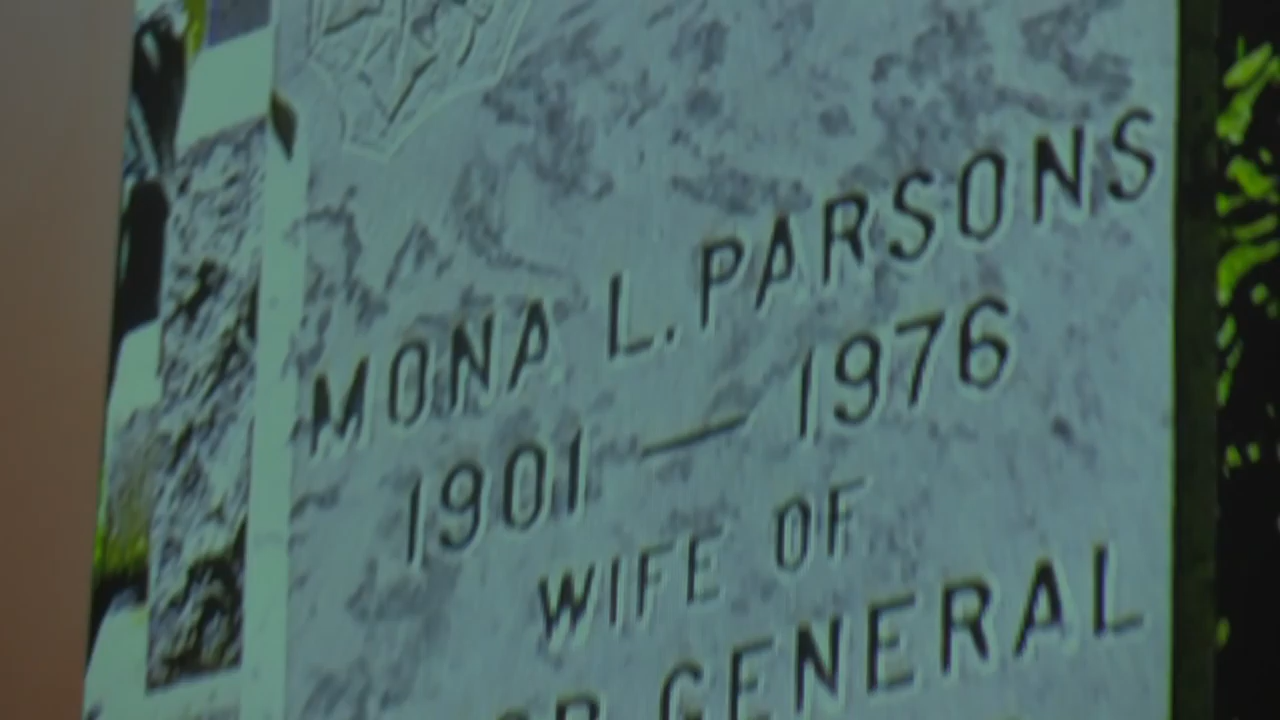 MONA L. PARSONS
1901 — 1976
WIFE OF
GENERAL